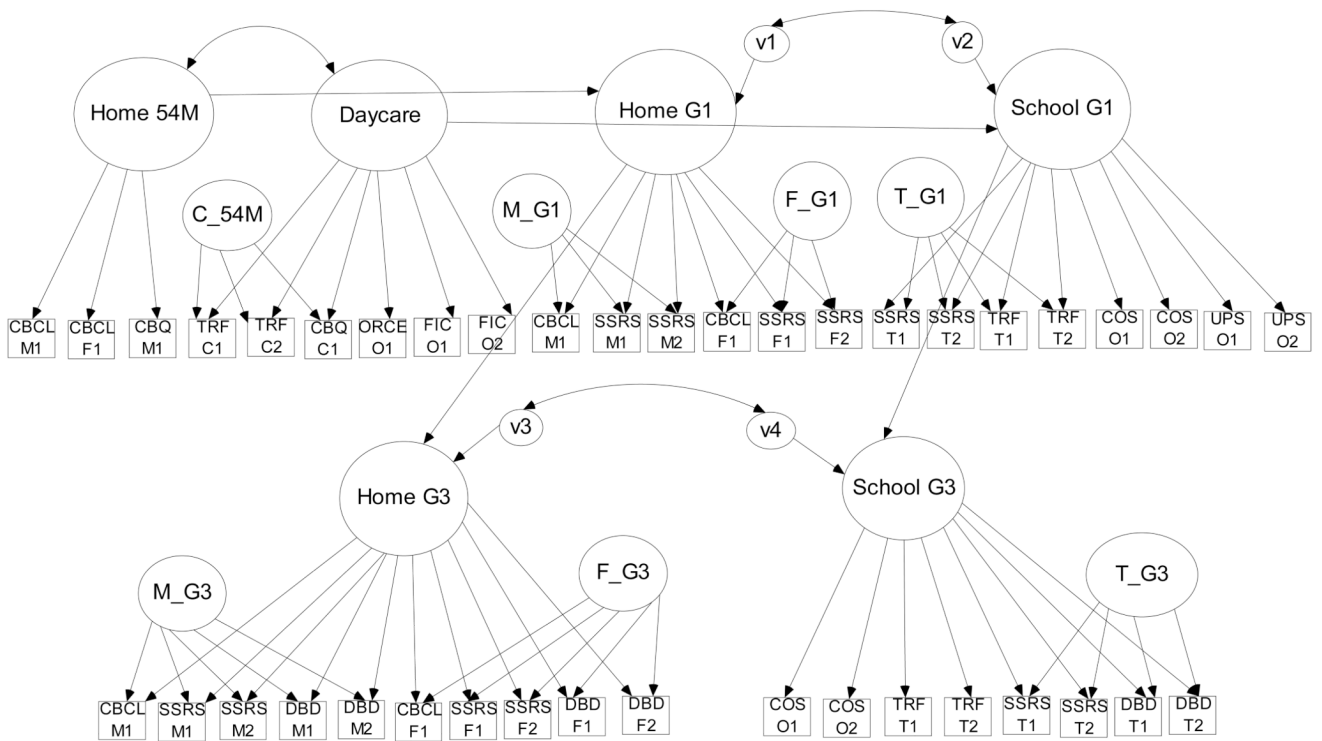 v1
v2
Home 54M
Daycare
Home G1
School G1
C_54M
M_G1
F_G1
T_G1
CBCL
M1
CBCL
F1
CBQ
M1
TRF
C1
TRF
C2
CBQ
C1
ORCE
O1
FIC
O1
FIC
O2
CBCL
M1
SSRS
M1
SSRS
M2
CBCL
F1
SSRS
F1
SSRS
F2
SSRS
T1
SSRS
T2
TRF
T1
TRF
T2
COS
O1
COS
O2
UPS
O1
UPS
O2
v3
v4
Home G3
School G3
M_G3
F_G3
T_G3
CBCL
M1
SSRS
M1
SSRS
M2
DBD
M1
DBD
M2
CBCL
F1
SSRS
F1
SSRS
F2
DBD
F1
DBD
F2
COS
O1
COS
O2
TRF
T1
TRF
T2
SSRS
T1
SSRS
T2
DBD
T1
DBD
T2